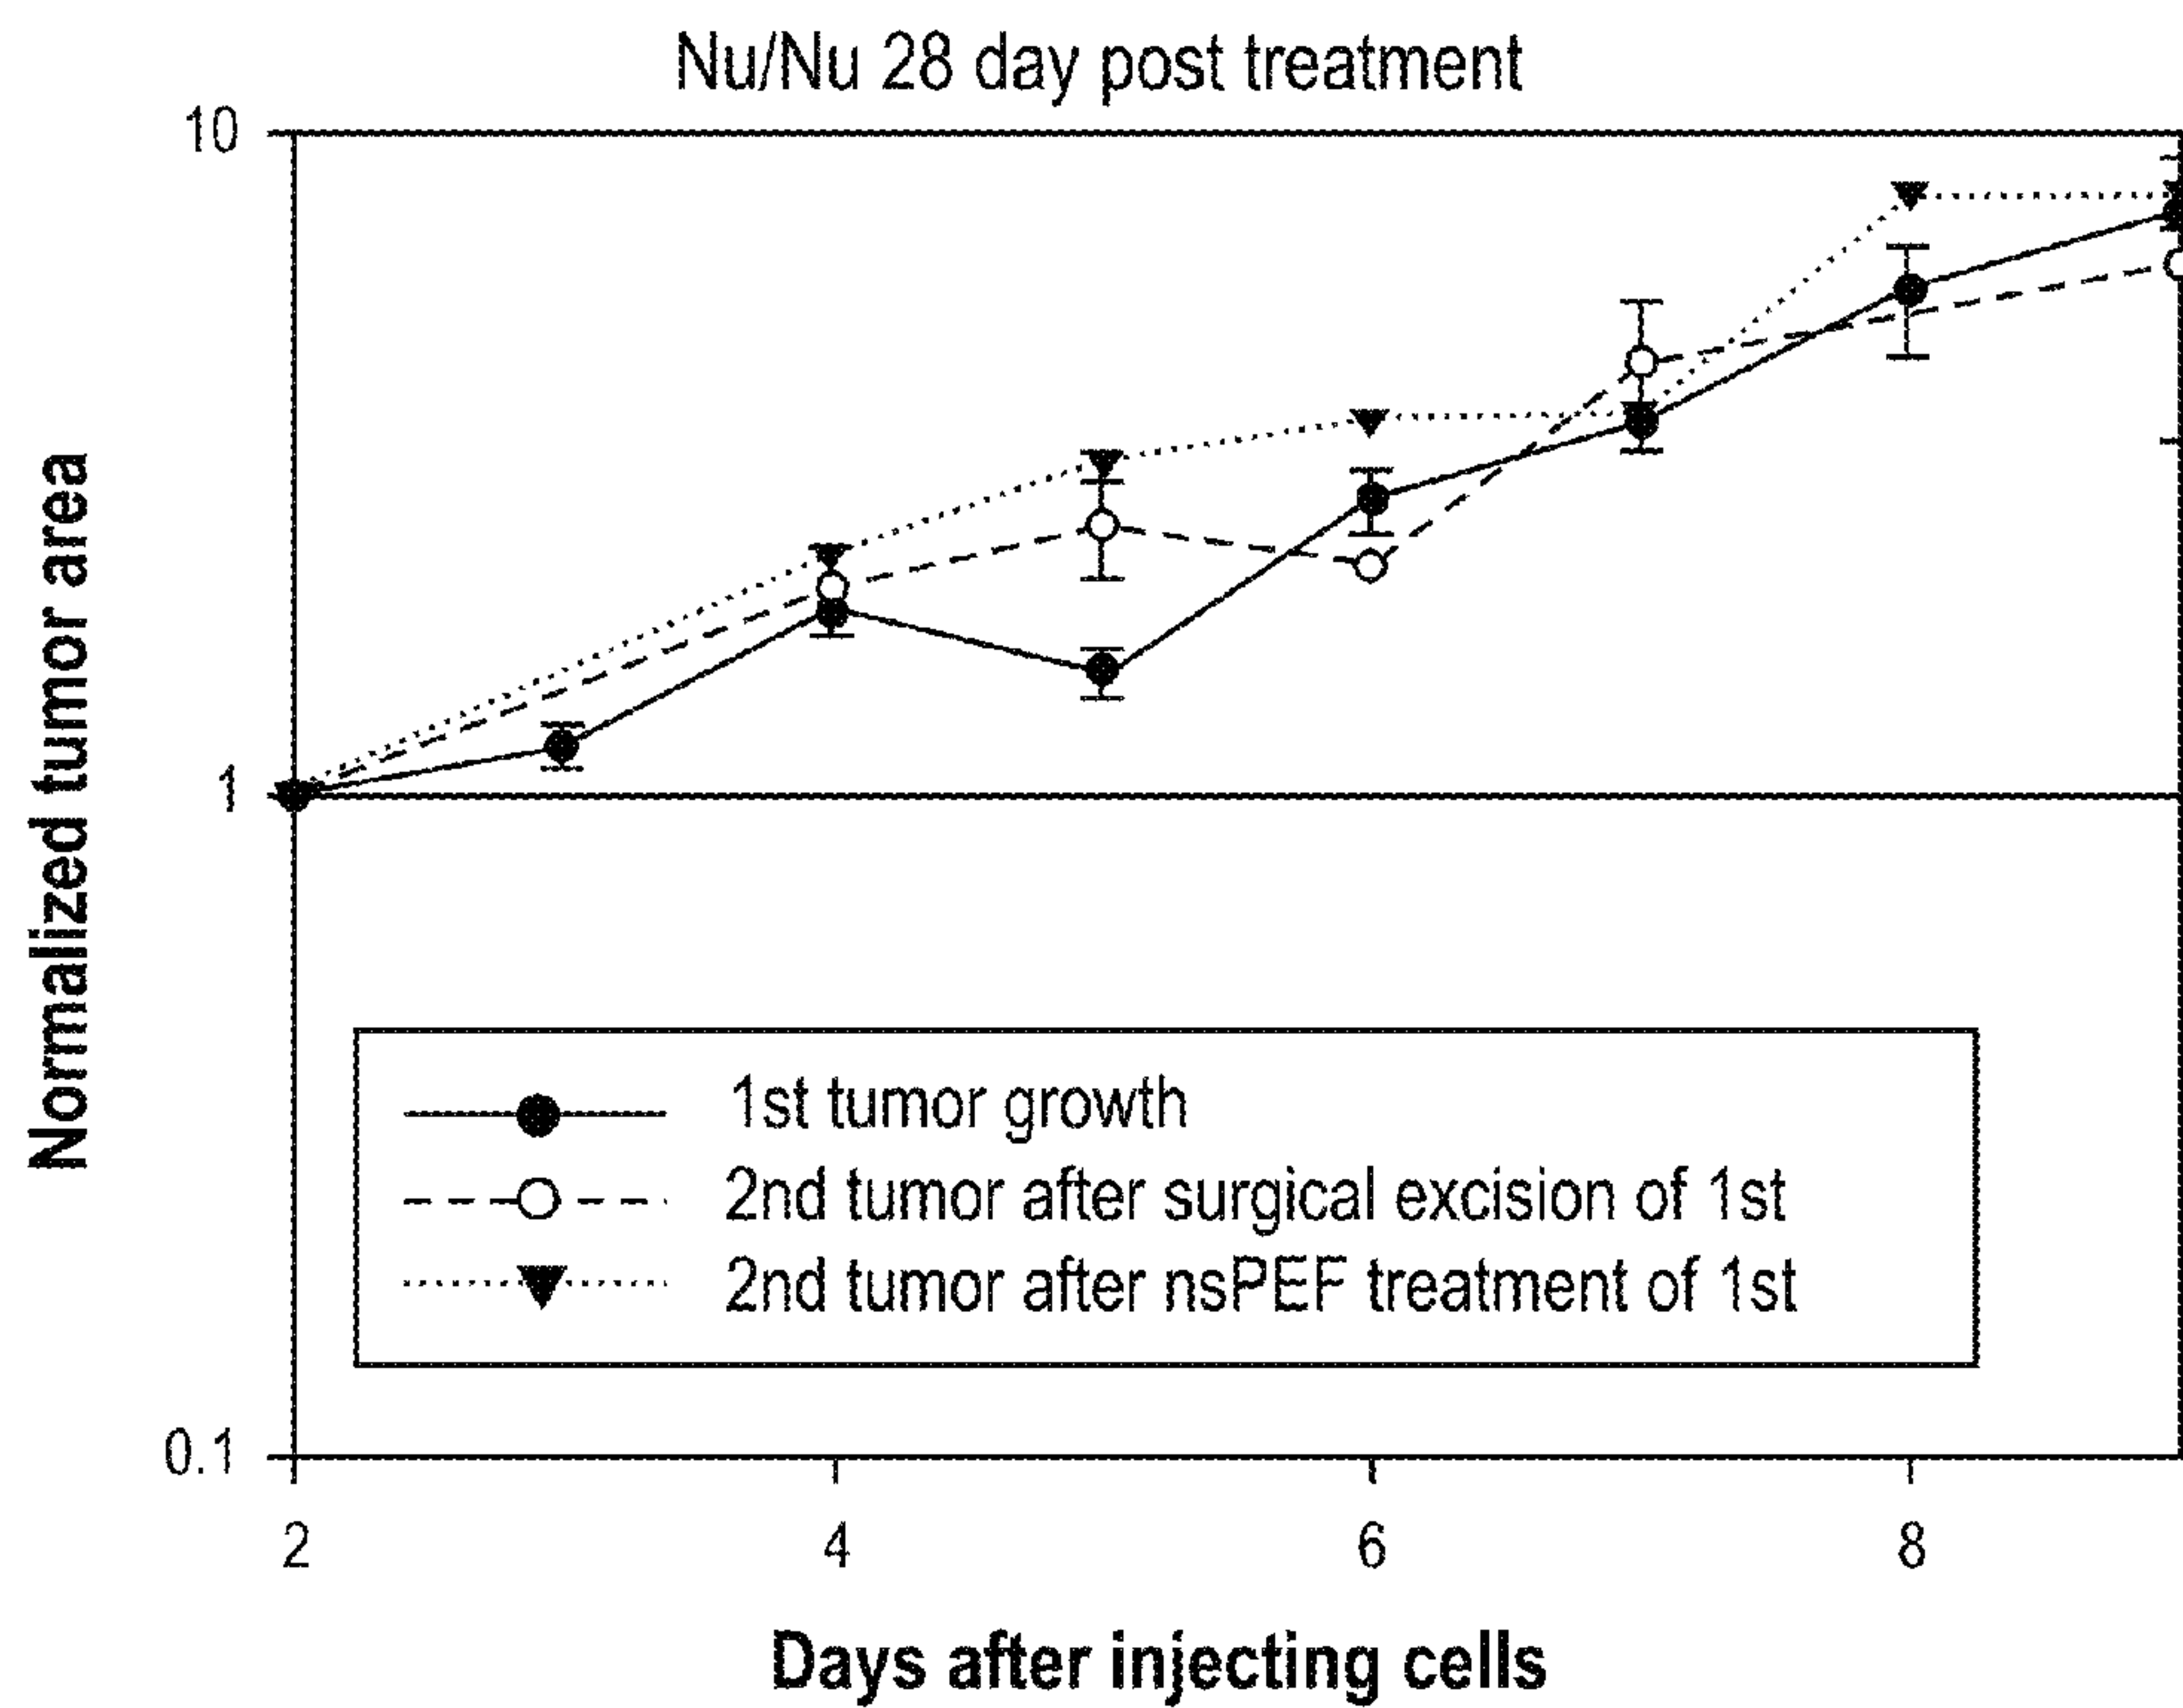 Nu/Nu 28 day post treatment
10
1
0.1
Normalized tumor area
1st tumor growth
2nd tumor after surgical excision of 1st
2nd tumor after nsPEF treatment of 1st
2 4 6 8
Days after injecting cells